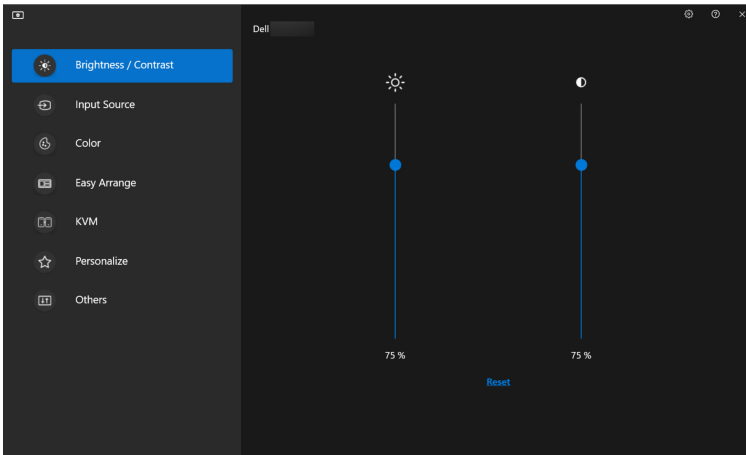 Dell
Brightness / Contrast
Input Source
Color
Easy Arrange
KVM
Personalize
Others
75 %
75 %
Reset